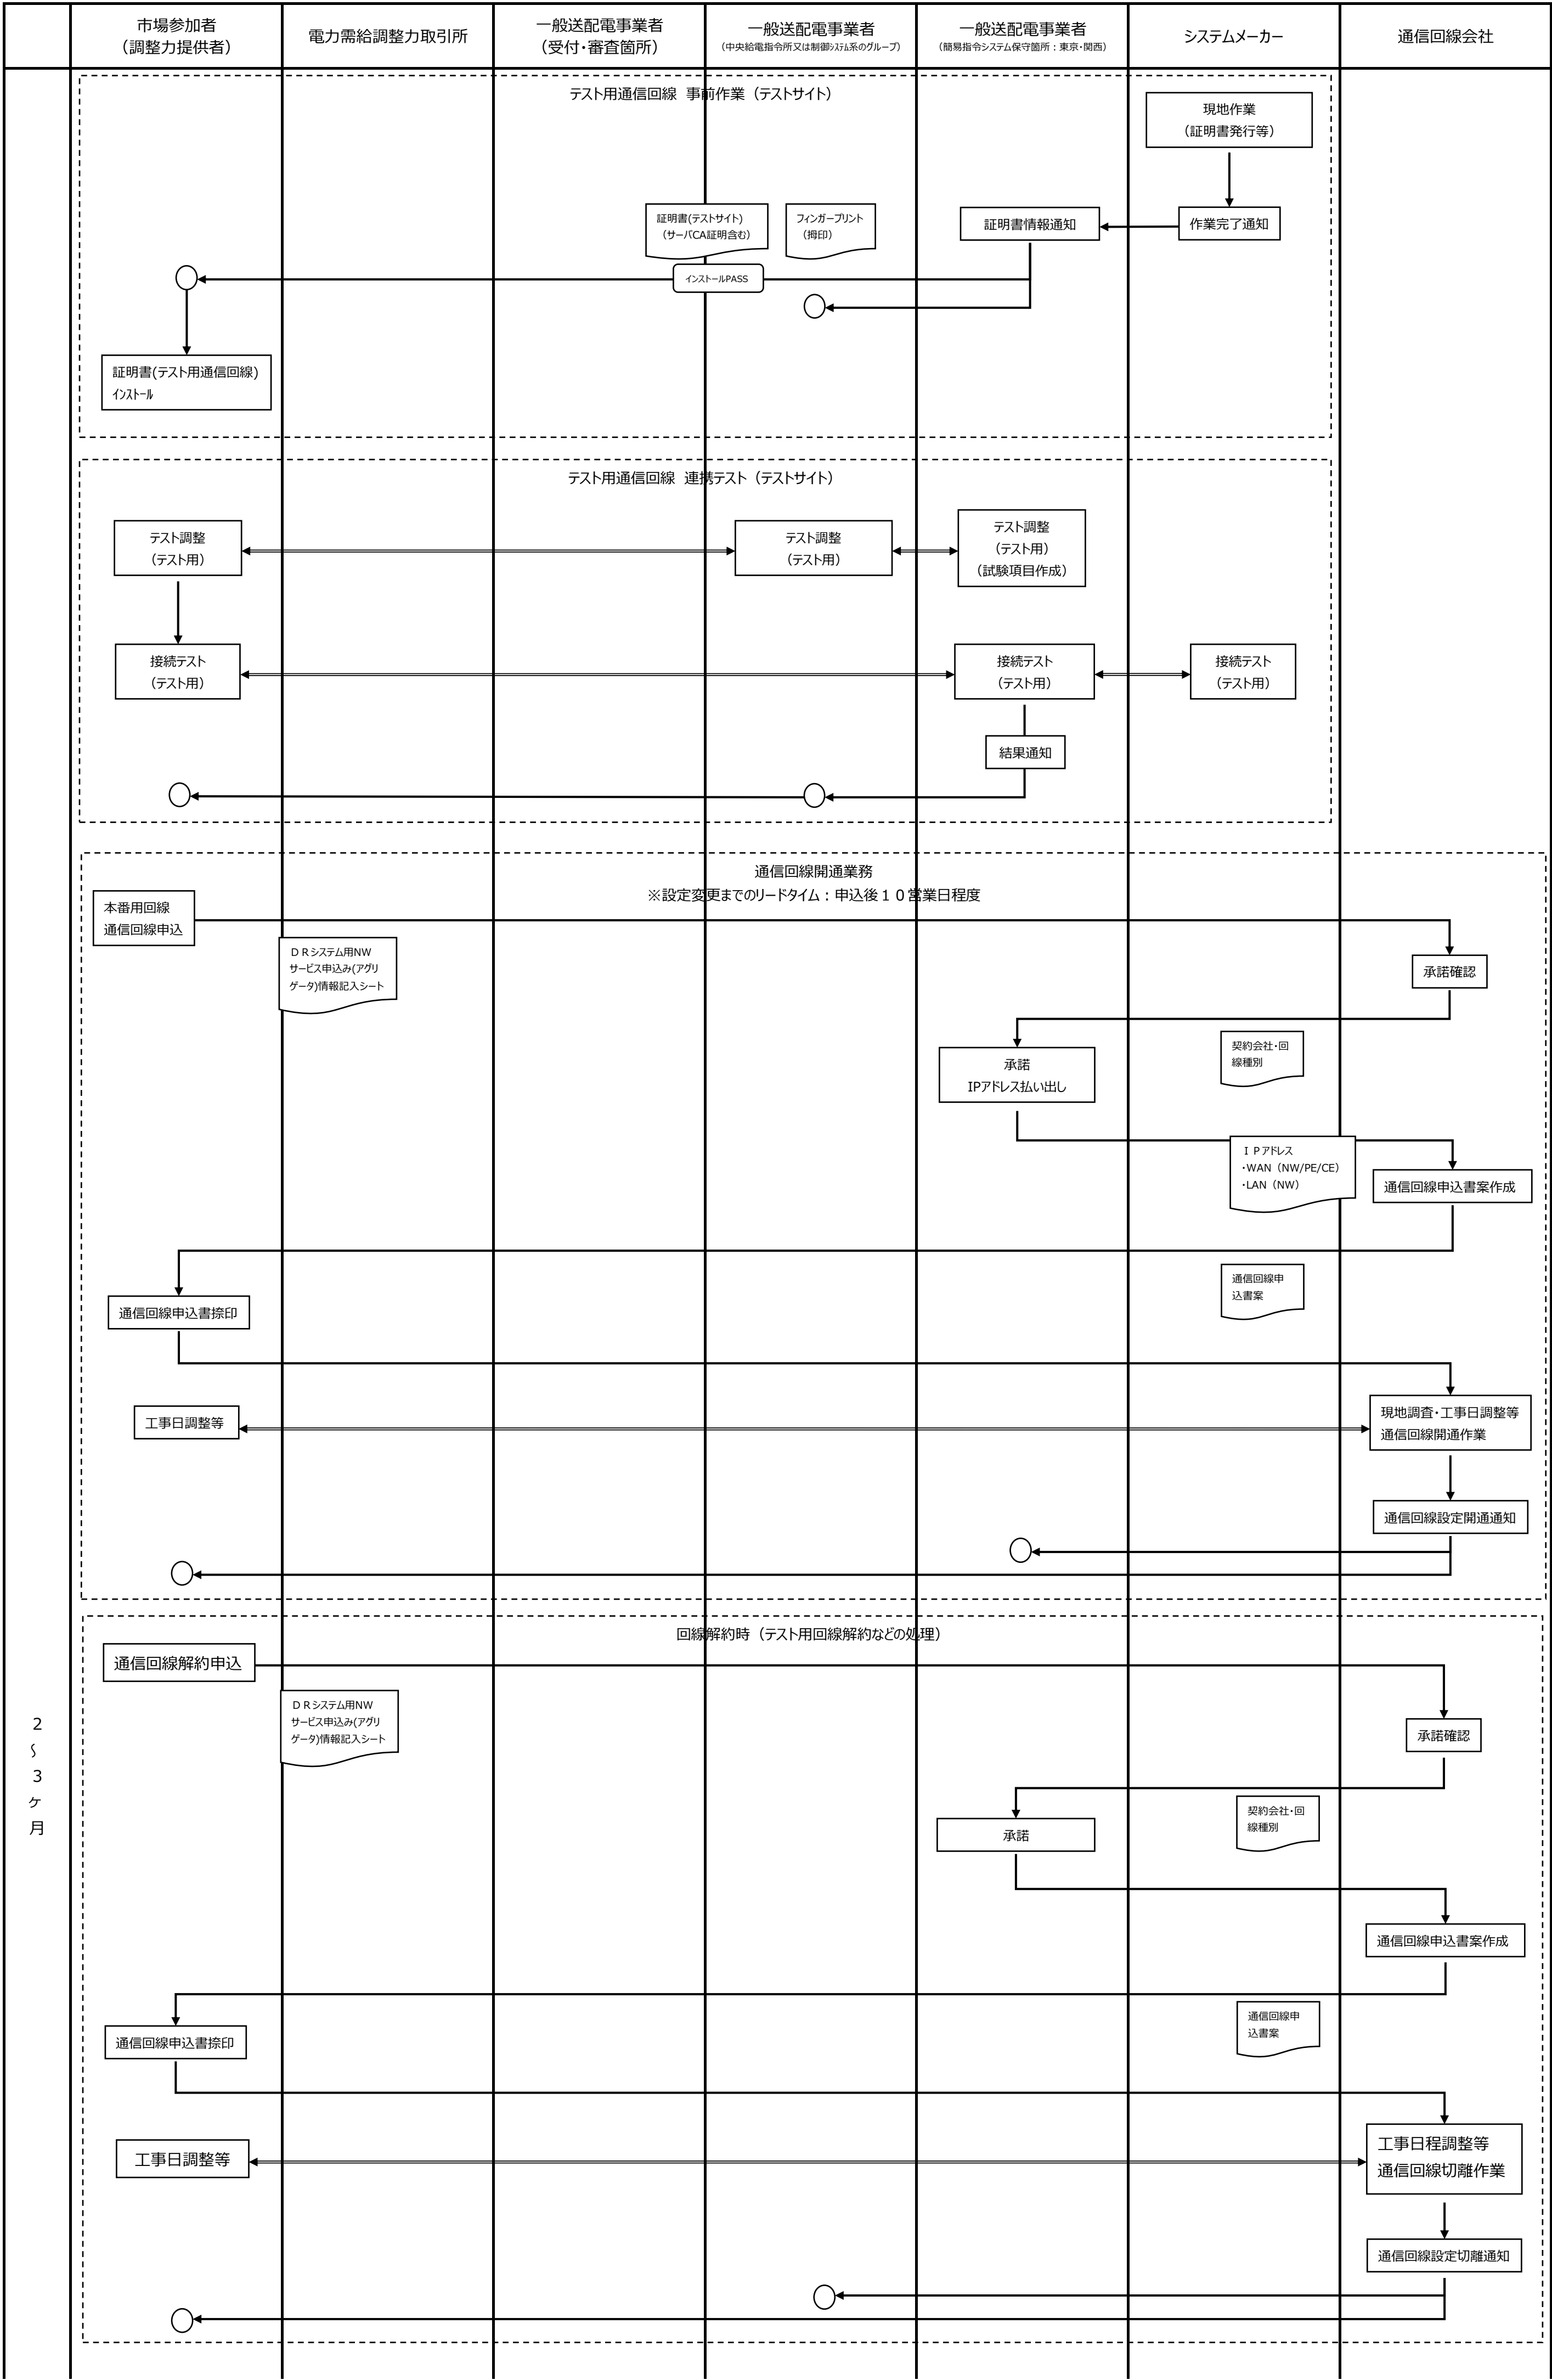 市場参加者
（調整力提供者）
電力需給調整力取引所
一般送配電事業者
（受付・審査箇所）
一般送配電事業者
（中央給電指令所又は制御ｼｽﾃﾑ系のグループ）
一般送配電事業者
（簡易指令システム保守箇所：東京・関西）
システムメーカー
通信回線会社
テスト用通信回線 事前作業（テストサイト）
現地作業
（証明書発行等）
証明書(テストサイト)
（サーバCA証明含む）
フィンガープリント
（拇印）
証明書情報通知
作業完了通知
インストールPASS
証明書(テスト用通信回線)
ｲﾝｽﾄｰﾙ
テスト用通信回線 連携テスト（テストサイト）
テスト調整
（テスト用）
テスト調整
（テスト用）
テスト調整
（テスト用）
（試験項目作成）
接続テスト
（テスト用）
接続テスト
（テスト用）
接続テスト
（テスト用）
結果通知
通信回線開通業務
※設定変更までのリードタイム：申込後１０営業日程度
本番用回線
通信回線申込
ＤＲシステム用NW
サービス申込み(アグリ
ゲータ)情報記入シート
承諾確認
承諾
IPアドレス払い出し
契約会社・回
線種別
ＩＰアドレス
・WAN（NW/PE/CE）
・LAN（NW）
通信回線申込書案作成
通信回線申
込書案
通信回線申込書捺印
工事日調整等
現地調査・工事日調整等
通信回線開通作業
通信回線設定開通通知
回線解約時（テスト用回線解約などの処理）
通信回線解約申込
ＤＲシステム用NW
サービス申込み(アグリ
ゲータ)情報記入シート
承諾確認
2
～
3
ヶ
月
承諾
契約会社・回
線種別
通信回線申込書案作成
通信回線申
込書案
通信回線申込書捺印
工事日調整等
工事日程調整等
通信回線切離作業
通信回線設定切離通知